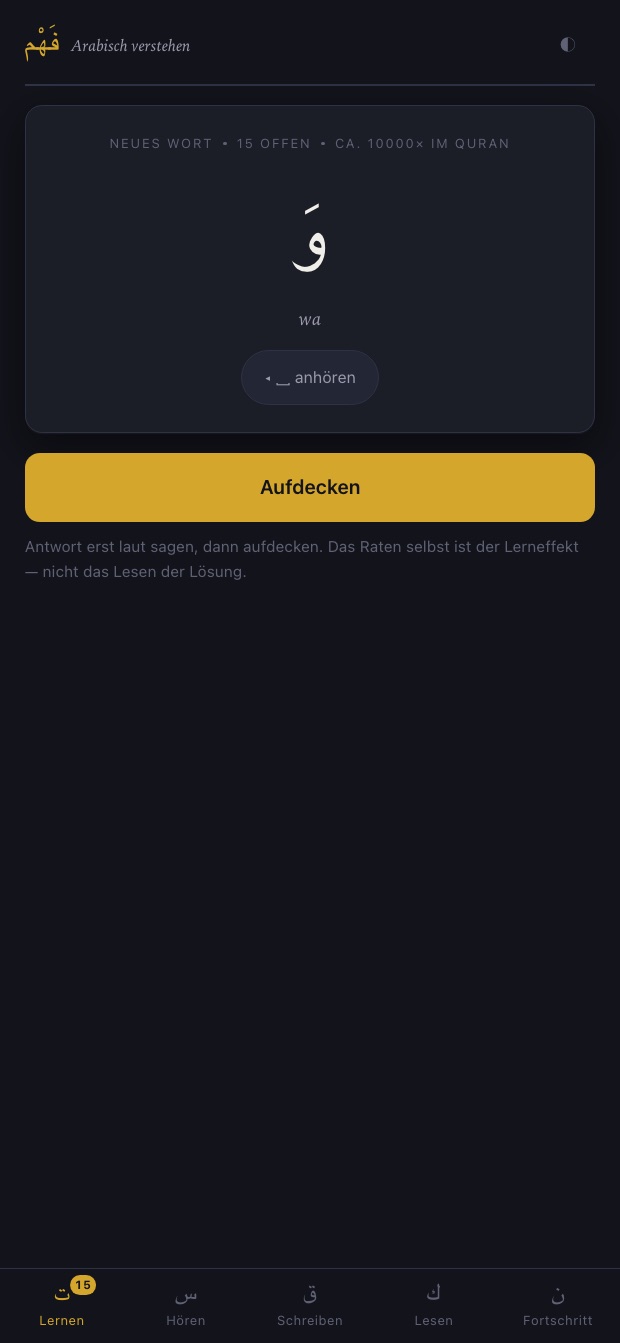 فَهْم Arabisch verstehen
NEUES WORT • 15 OFFEN • CA. 10000× IM QURAN
وَ
wa
anhören
Aufdecken
Antwort erst laut sagen, dann aufdecken. Das Raten selbst ist der Lerneffekt
— nicht das Lesen der Lösung.
ت 15 س ق ك ن
Lernen Hören Schreiben Lesen Fortschritt